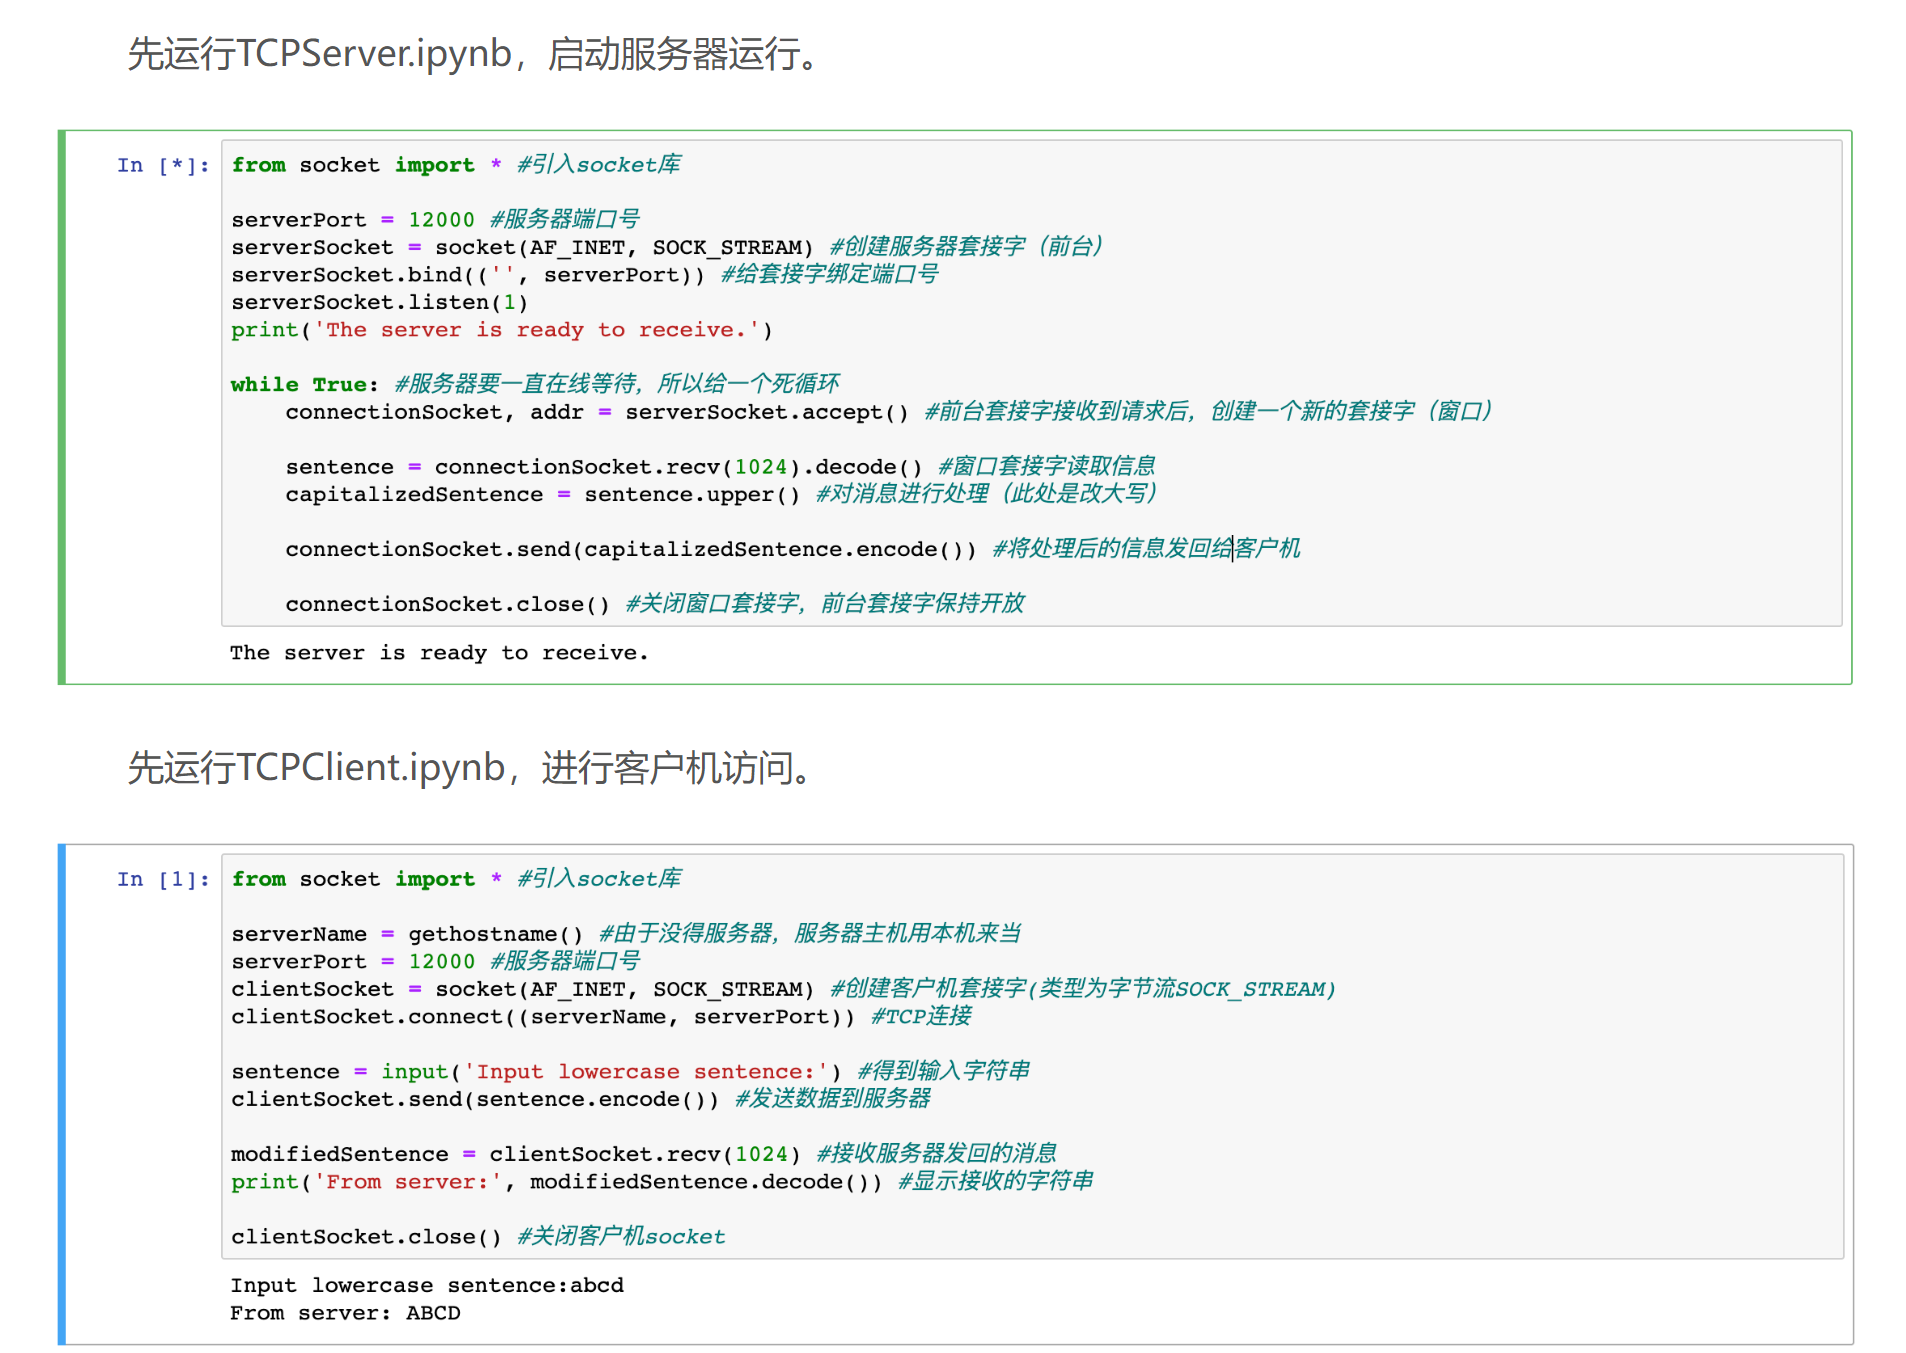 先运行TCPServer.ipynb，启动服务器运行。
In [*]: from socket import * #引入socket库
serverPort = 12000 #服务器端口号
serverSocket = socket(AF_INET, SOCK_STREAM) #创建服务器套接字（前台）
serverSocket.bind(('', serverPort)) #给套接字绑定端口号
serverSocket.listen(1)
print('The server is ready to receive.')
while True: #服务器要一直在线等待，所以给一个死循环
    connectionSocket, addr = serverSocket.accept() #前台套接字接收到请求后，创建一个新的套接字（窗口）
    sentence = connectionSocket.recv(1024).decode() #窗口套接字读取信息
    capitalizedSentence = sentence.upper() #对消息进行处理（此处是改大写）
    connectionSocket.send(capitalizedSentence.encode()) #将处理后的信息发回给客户机
    connectionSocket.close() #关闭窗口套接字，前台套接字保持开放
The server is ready to receive.
先运行TCPClient.ipynb，进行客户机访问。
In [1]: from socket import * #引入socket库
serverName = gethostname() #由于没得服务器，服务器主机用本机来当
serverPort = 12000 #服务器端口号
clientSocket = socket(AF_INET, SOCK_STREAM) #创建客户机套接字(类型为字节流SOCK_STREAM)
clientSocket.connect((serverName, serverPort)) #TCP连接
sentence = input('Input lowercase sentence:') #得到输入字符串
clientSocket.send(sentence.encode()) #发送数据到服务器
modifiedSentence = clientSocket.recv(1024) #接收服务器发回的消息
print('From server:', modifiedSentence.decode()) #显示接收的字符串
clientSocket.close() #关闭客户机socket
Input lowercase sentence:abcd
From server: ABCD